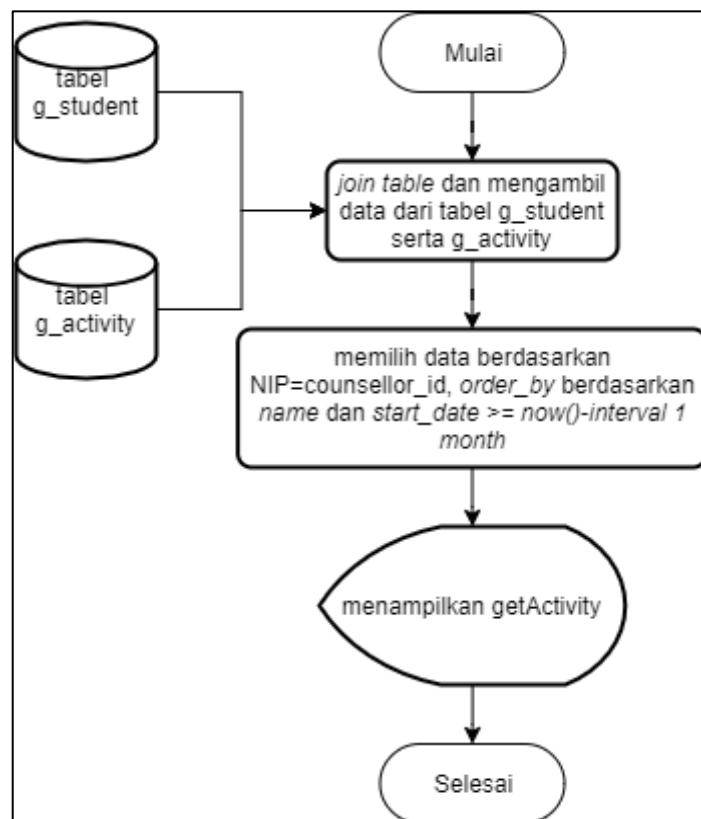 tabel
g_student
Mulai
join table dan mengambil
data dari tabel g_student
serta g_activity
tabel
g_activity
memilih data berdasarkan
NIP=counsellor_id, order_by berdasarkan
name dan start_date >= now()-interval 1
month
menampilkan getActivity
Selesai